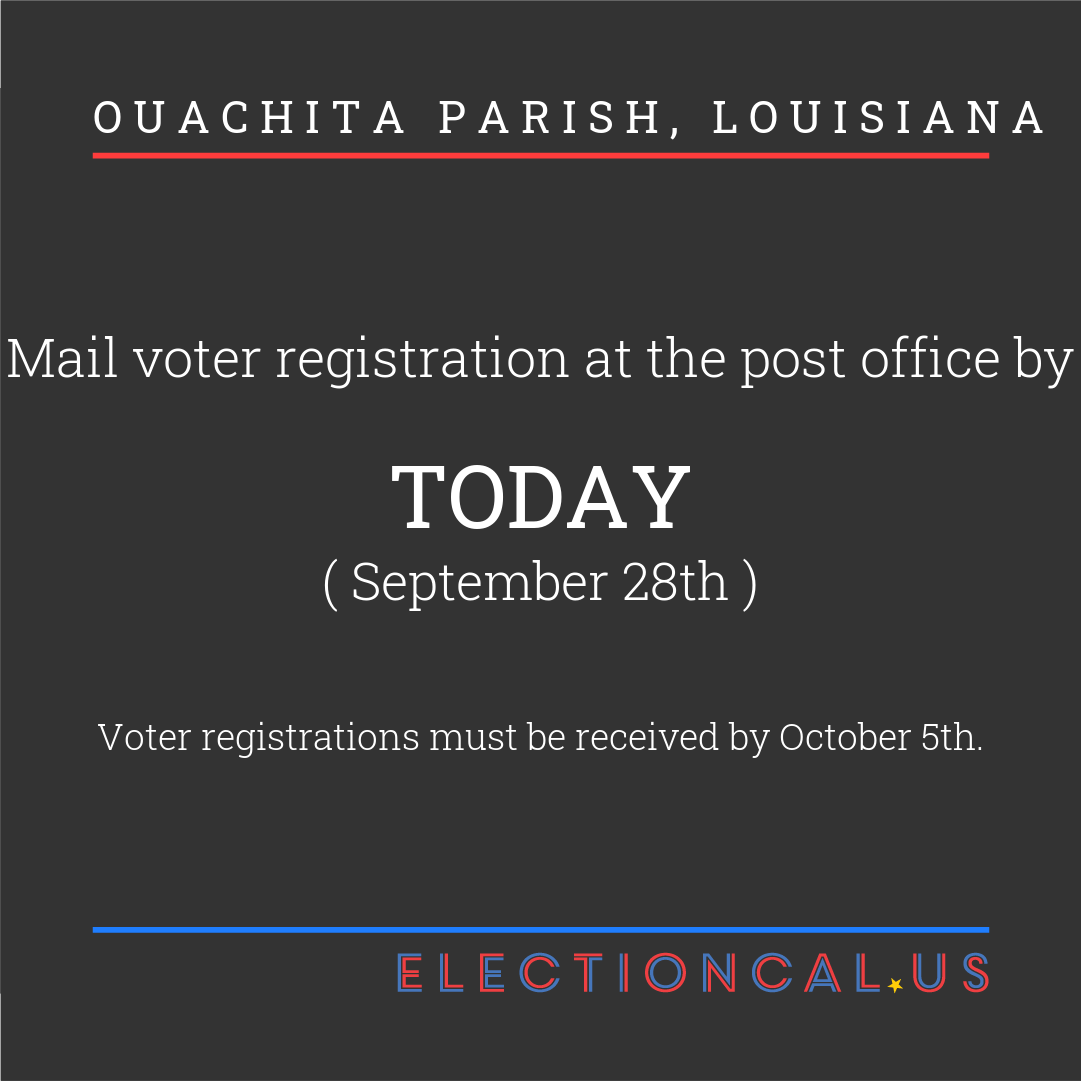 OUACHITA PARISH, LOUISIANA
Mail voter registration at the post office by
TODAY
( September 28th )
Voter registrations must be received by October 5th.
ELECTIONCAL.US